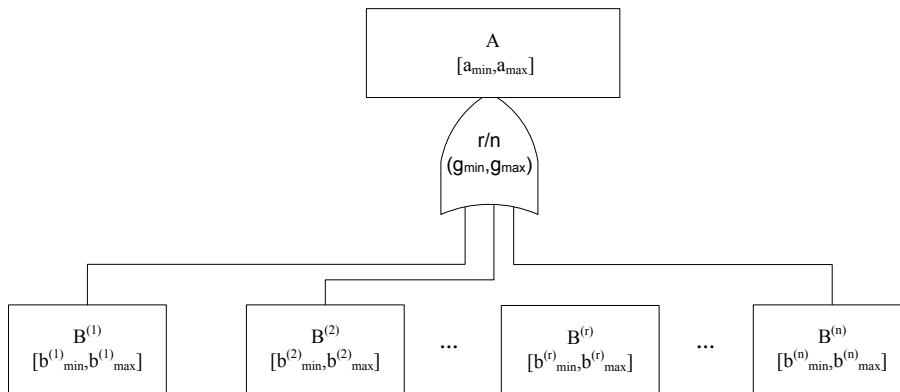 A
[a_min,a_max]
r/n
(g_min,g_max)
B^(1)
[b^(1)_min,b^(1)_max]
B^(2)
[b^(2)_min,b^(2)_max]
...
B^(r)
[b^(r)_min,b^(r)_max]
...
B^(n)
[b^(n)_min,b^(n)_max]